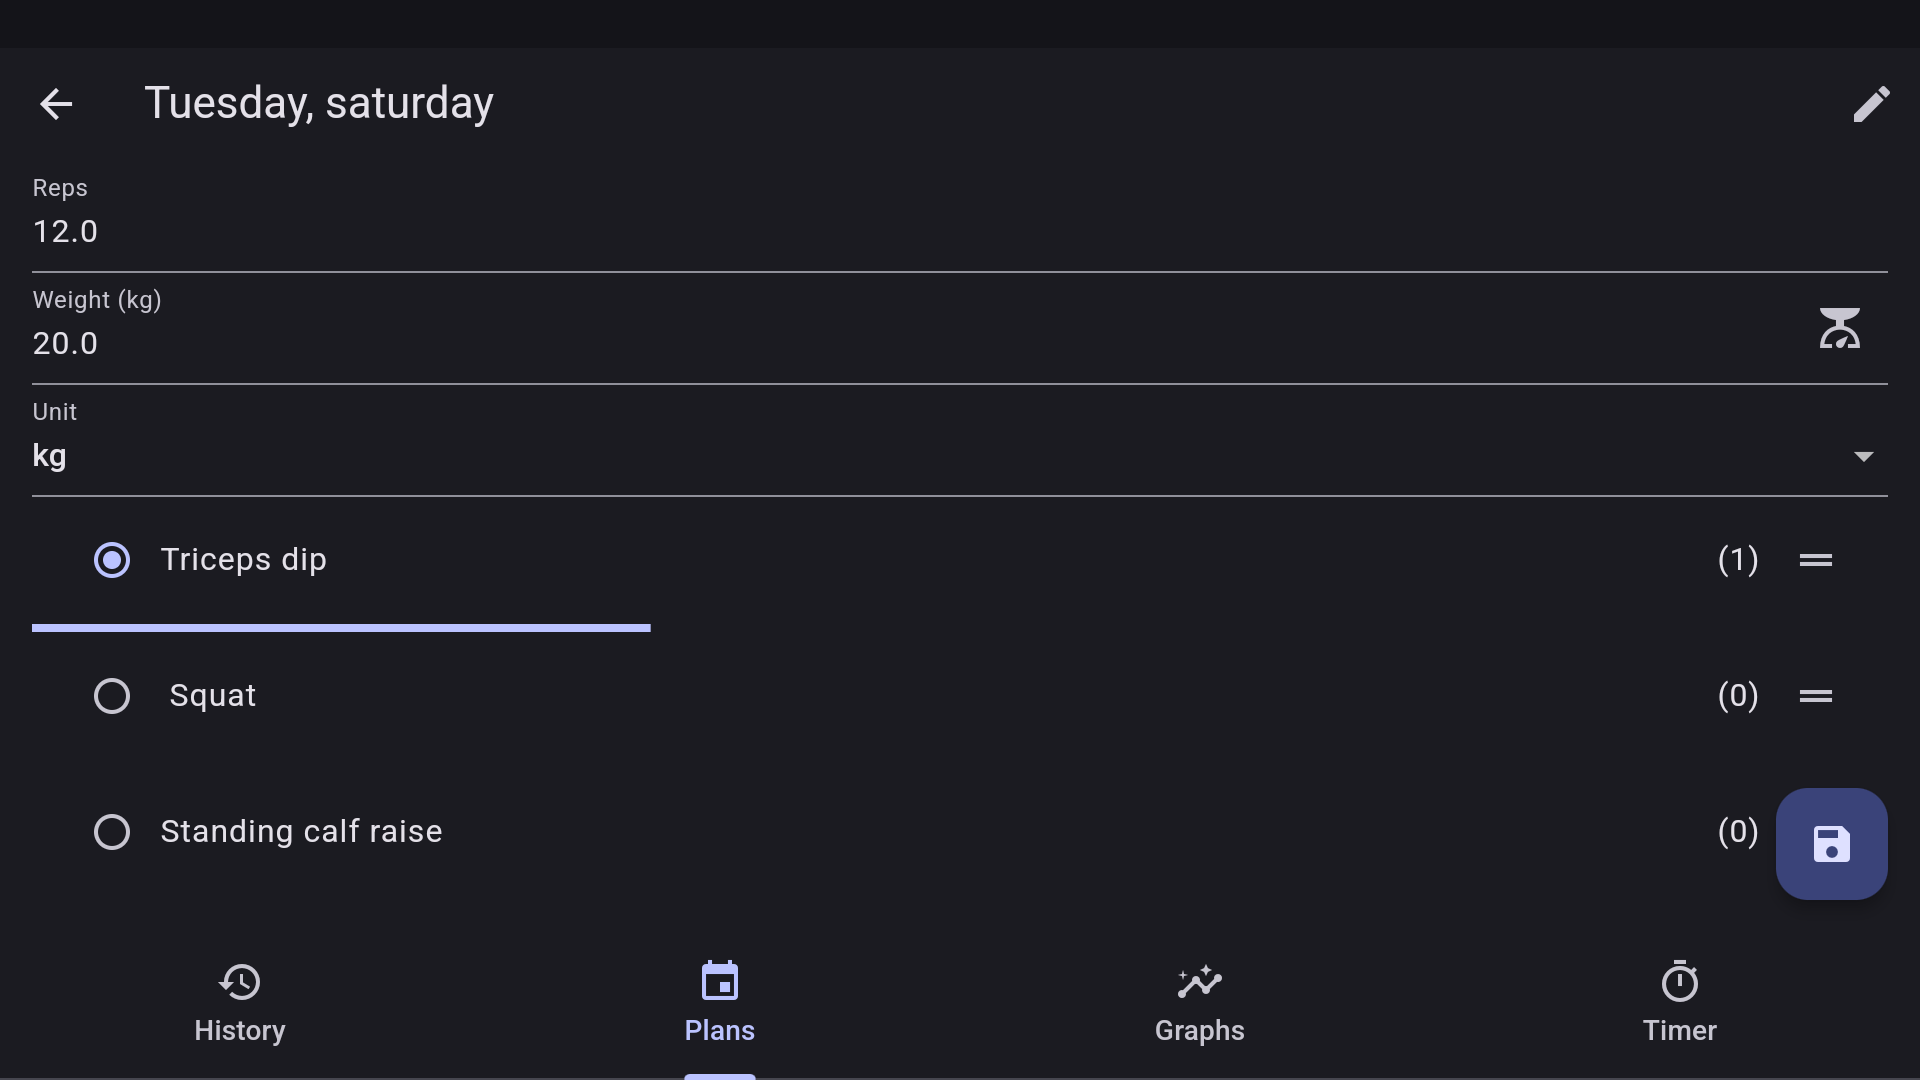 Tuesday, saturday
Reps
12.0
Weight (kg)
20.0
Unit
kg
Triceps dip (1)
Squat (0)
Standing calf raise (0)
History Plans Graphs Timer